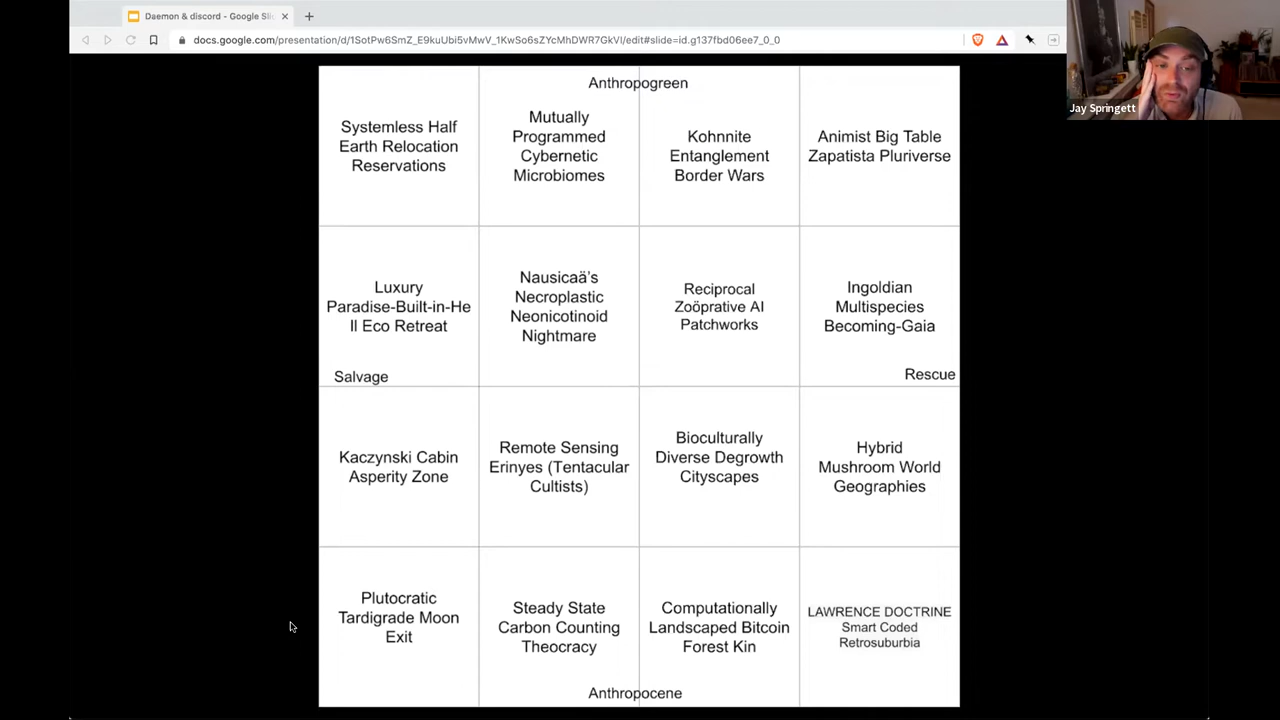 Daemon & discord - Google Sli
docs.google.com/presentation/d/1SotPw6SmZ_E9kuUbi5vMwV_1KwSo6sZYcMhDWR7GkVI/edit#slide=id.g137fbd06ee7_0_0
Jay Springett
Anthropogreen
Systemless Half
Earth Relocation
Reservations
Mutually
Programmed
Cybernetic
Microbiomes
Kohnnite
Entanglement
Border Wars
Animist Big Table
Zapatista Pluriverse
Luxury
Paradise-Built-in-He
ll Eco Retreat
Nausicaä’s
Necroplastic
Neonicotinoid
Nightmare
Reciprocal
Zoöprative AI
Patchworks
Ingoldian
Multispecies
Becoming-Gaia
Salvage
Rescue
Kaczynski Cabin
Asperity Zone
Remote Sensing
Erinyes (Tentacular
Cultists)
Bioculturally
Diverse Degrowth
Cityscapes
Hybrid
Mushroom World
Geographies
Plutocratic
Tardigrade Moon
Exit
Steady State
Carbon Counting
Theocracy
Computationally
Landscaped Bitcoin
Forest Kin
LAWRENCE DOCTRINE
Smart Coded
Retrosuburbia
Anthropocene